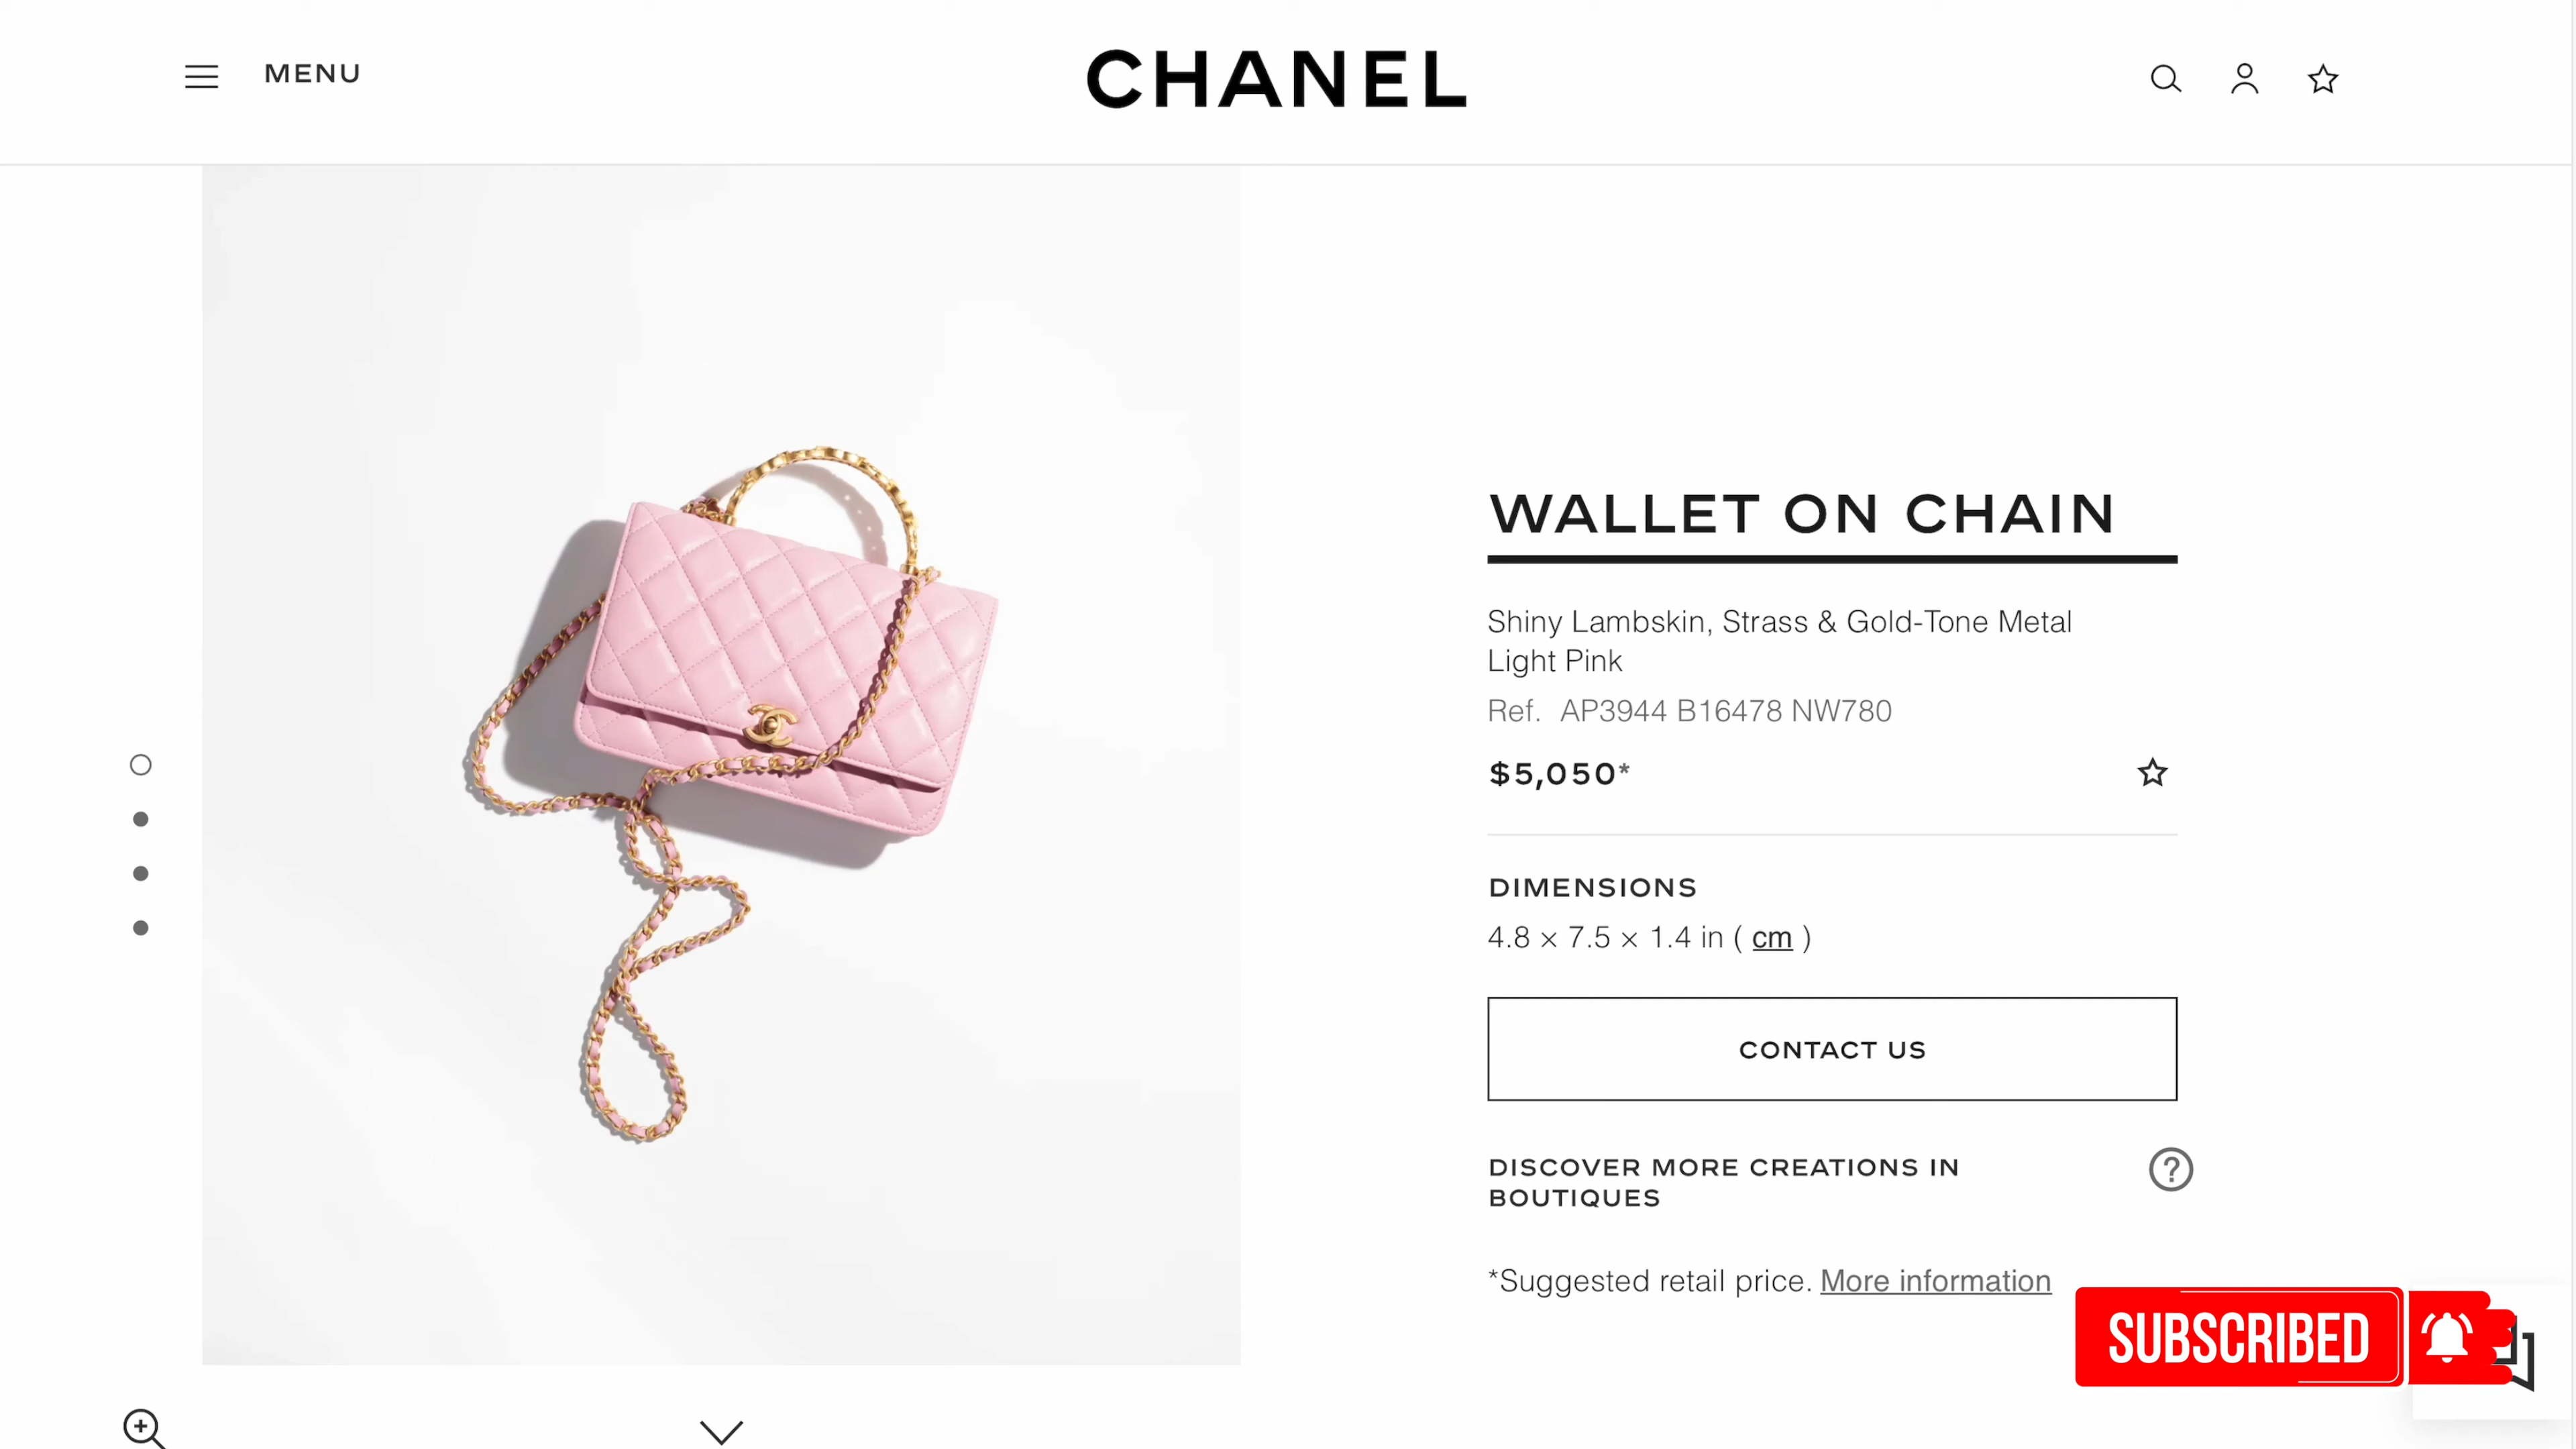 MENU
CHANEL
WALLET ON CHAIN
Shiny Lambskin, Strass & Gold-Tone Metal
Light Pink
Ref. AP3944 B16478 NW780
$5,050*
DIMENSIONS
4.8 × 7.5 × 1.4 in ( cm )
CONTACT US
DISCOVER MORE CREATIONS IN
BOUTIQUES
?
*Suggested retail price. More information
SUBSCRIBED